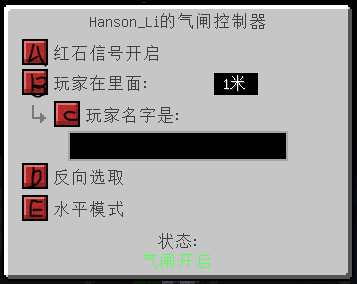 Hanson_Li的气闸控制器
A 红石信号开启
B 玩家在里面: 1米
C 玩家名字是:
D 反向选取
E 水平模式
状态:
气闸开启